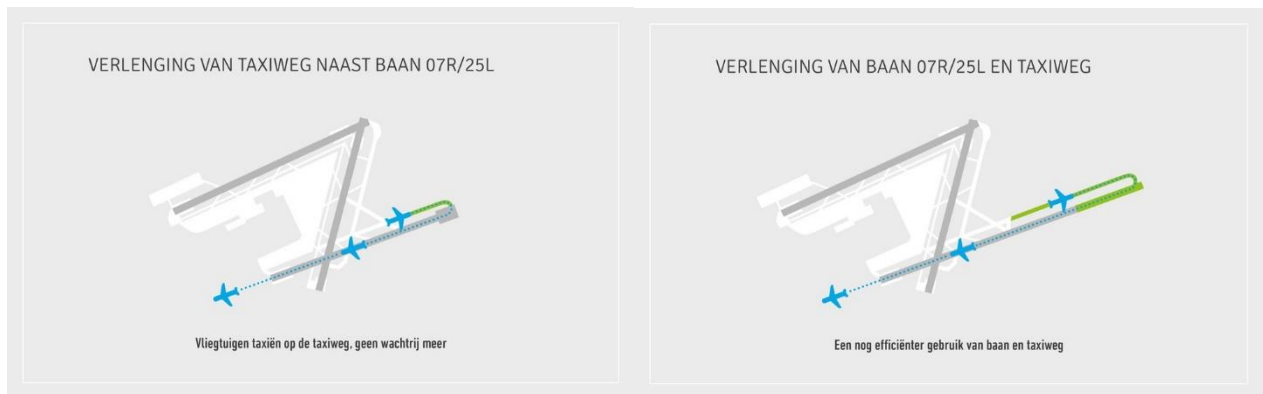 VERLENGING VAN TAXIWEG NAAST BAAN 07R/25L
Vliegtuigen taxiën op de taxiweg, geen wachtrij meer
VERLENGING VAN BAAN 07R/25L EN TAXIWEG
Een nog efficiënter gebruik van baan en taxiweg